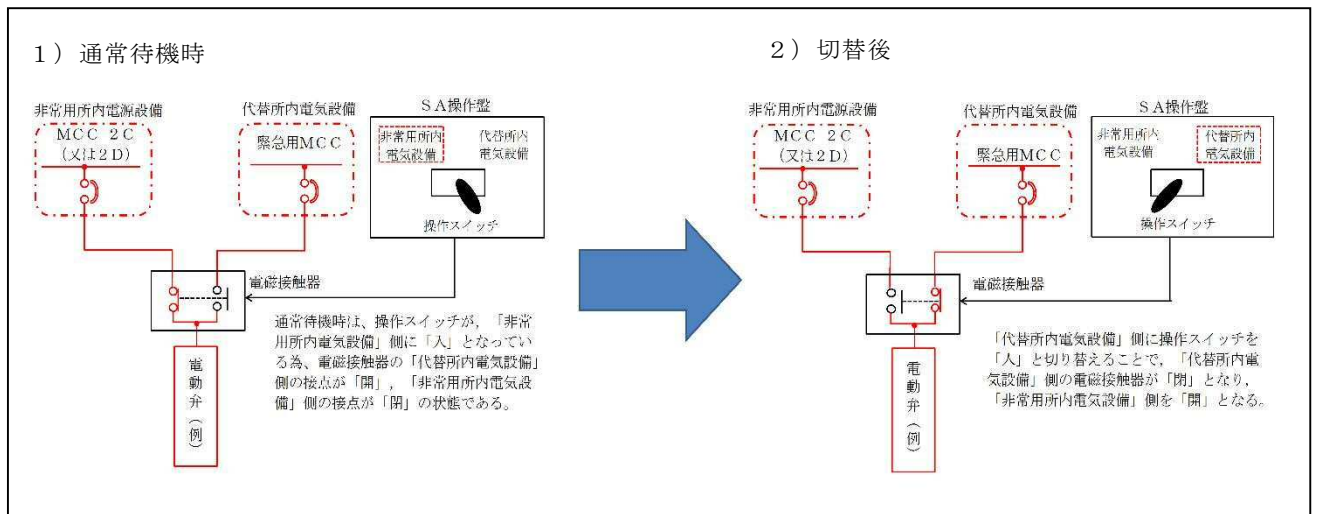 １）通常待機時
非常用所内電源設備
ＭＣＣ　２Ｃ
（又は２Ｄ）
代替所内電気設備
緊急用ＭＣＣ
ＳＡ操作盤
非常用所内
電気設備
代替所内
電気設備
操作スイッチ
電磁接触器
通常待機時は、操作スイッチが，「非常
用所内電気設備」側に「入」となってい
る為、電磁接触器の「代替所内電気設備」
側の接点が「開」，「非常用所内電気設
備」側の接点が「閉」の状態である。
電動弁（例）
２）切替後
非常用所内電源設備
ＭＣＣ　２Ｃ
（又は２Ｄ）
代替所内電気設備
緊急用ＭＣＣ
ＳＡ操作盤
非常用所内
電気設備
代替所内
電気設備
操作スイッチ
電磁接触器
「代替所内電気設備」側に操作スイッチを
「入」と切り替えることで，「代替所内電
気設備」側の電磁接触器が「閉」となり，
「非常用所内電気設備」側を「開」となる。
電動弁（例）